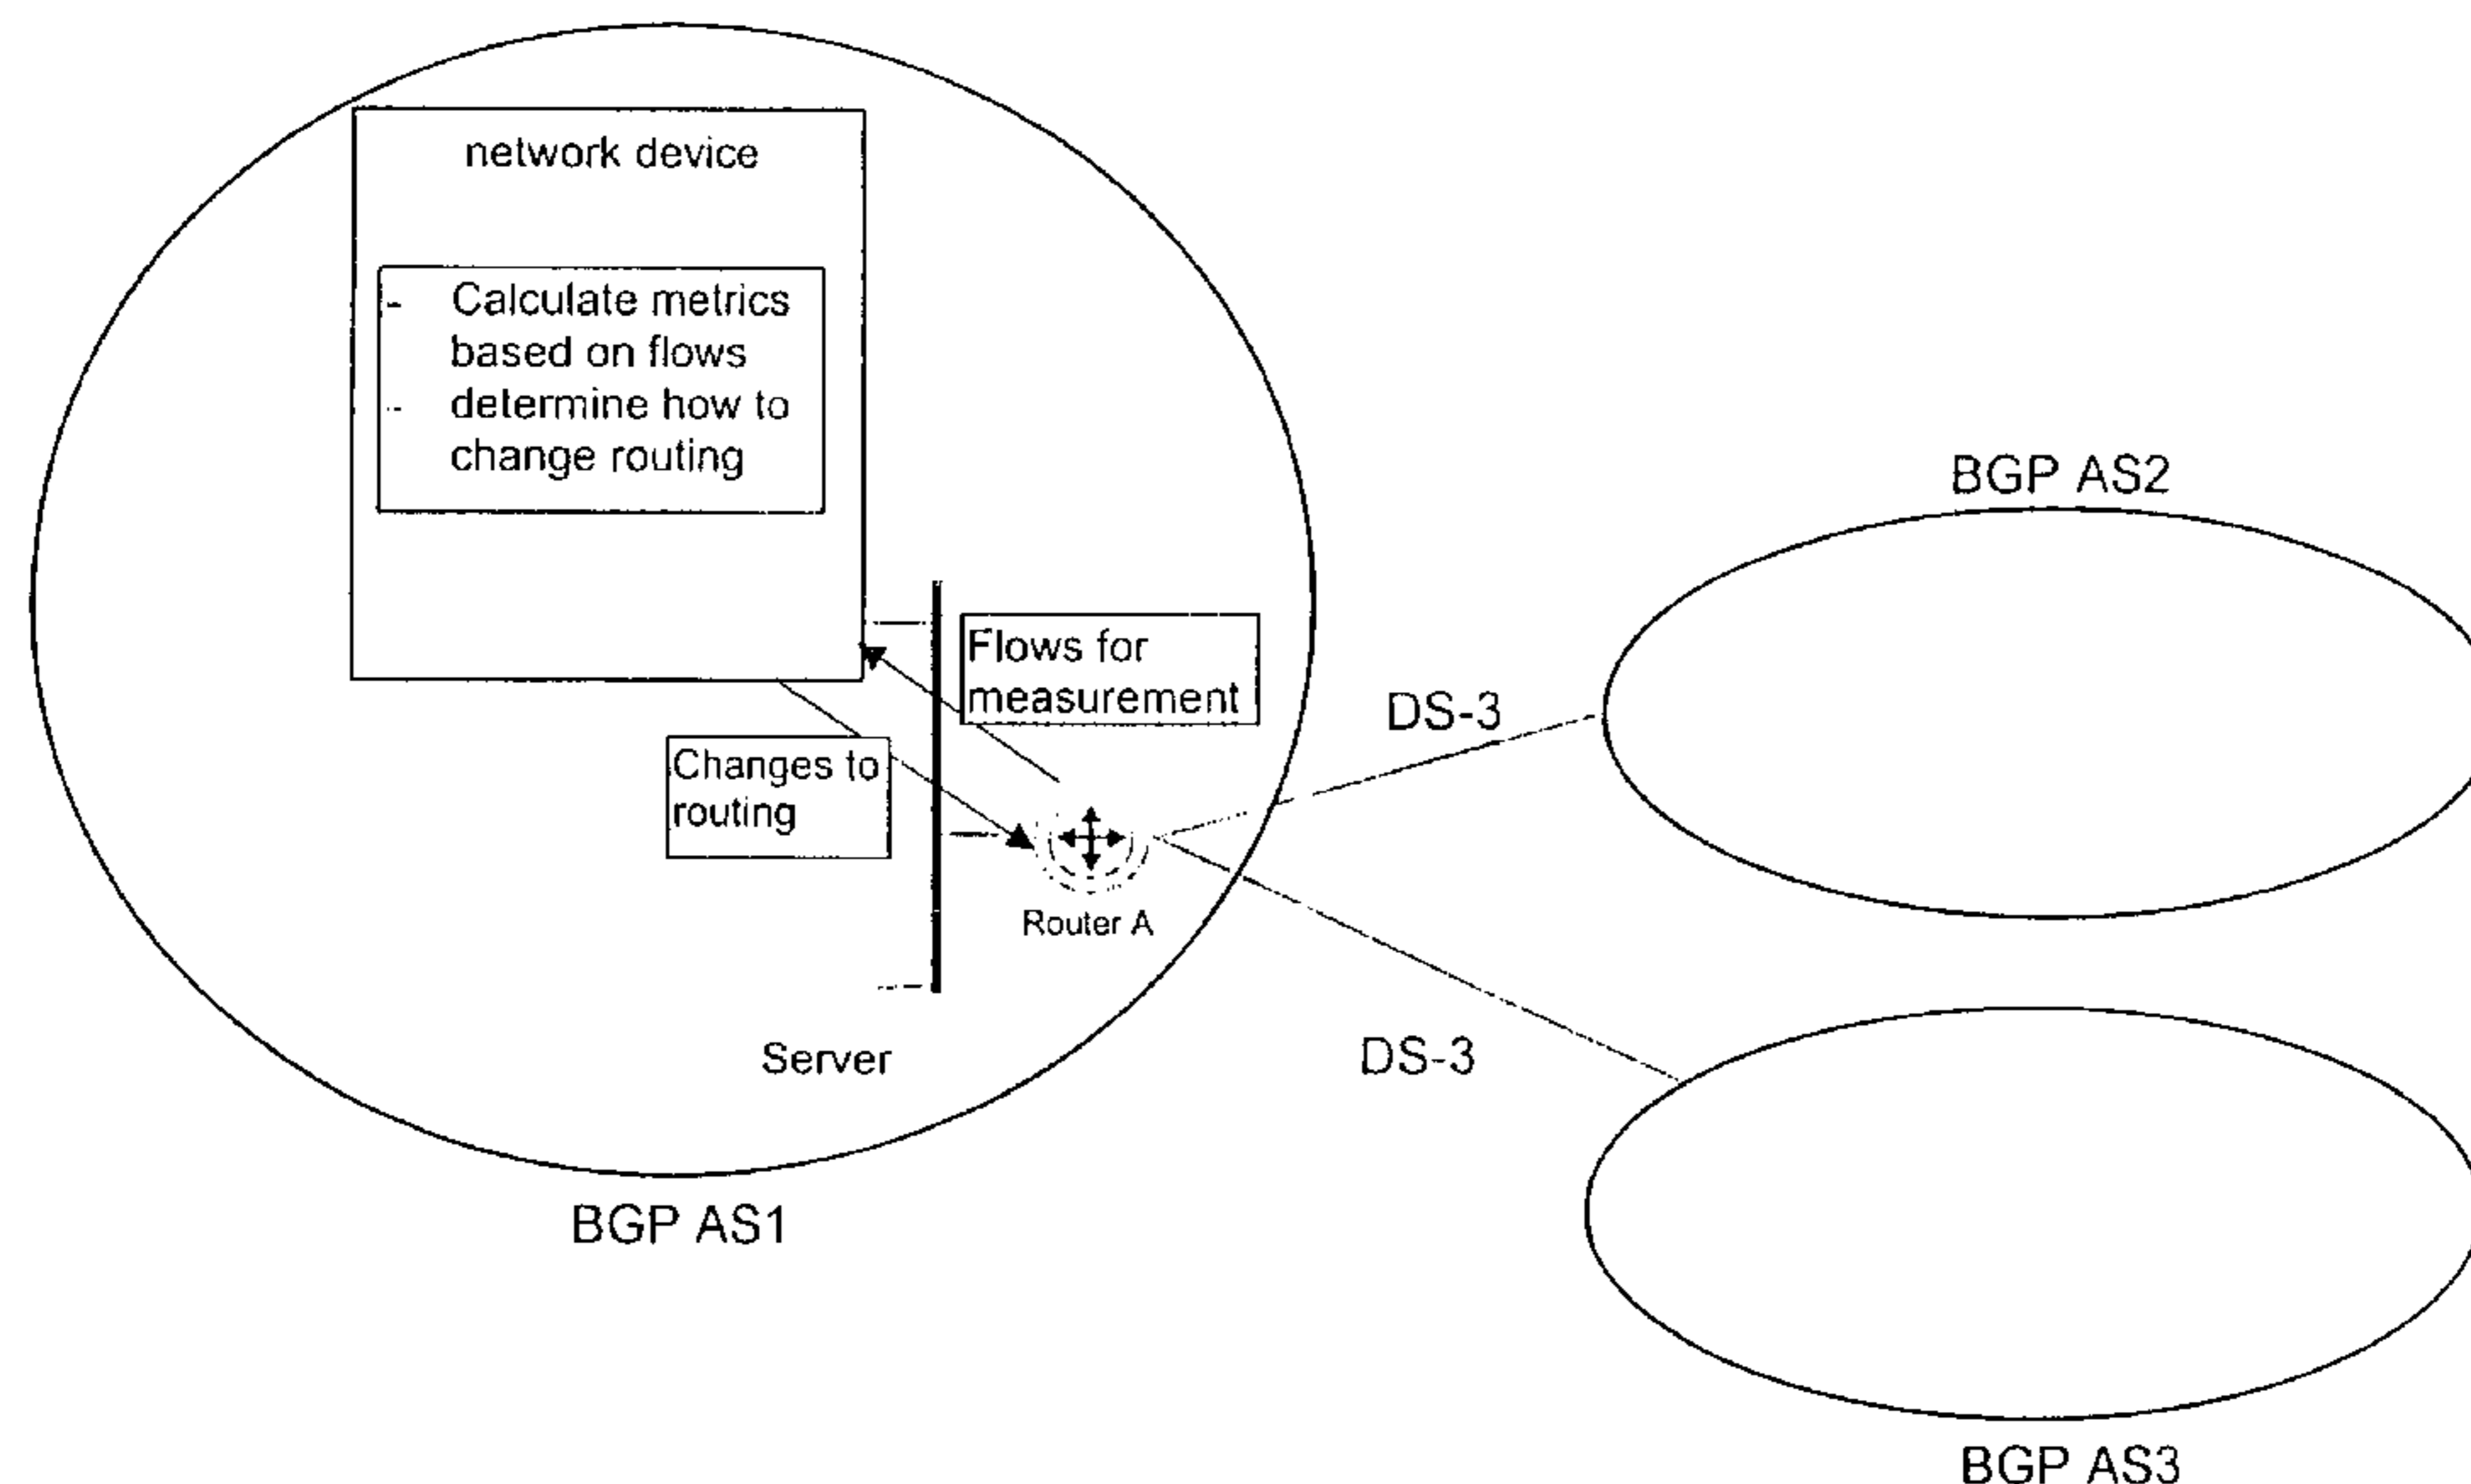 network device
- Calculate metrics
based on flows
- determine how to
change routing
BGP AS2
Flows for
measurement
DS-3
Changes to
routing
Router A
Server
DS-3
BGP AS1
BGP AS3